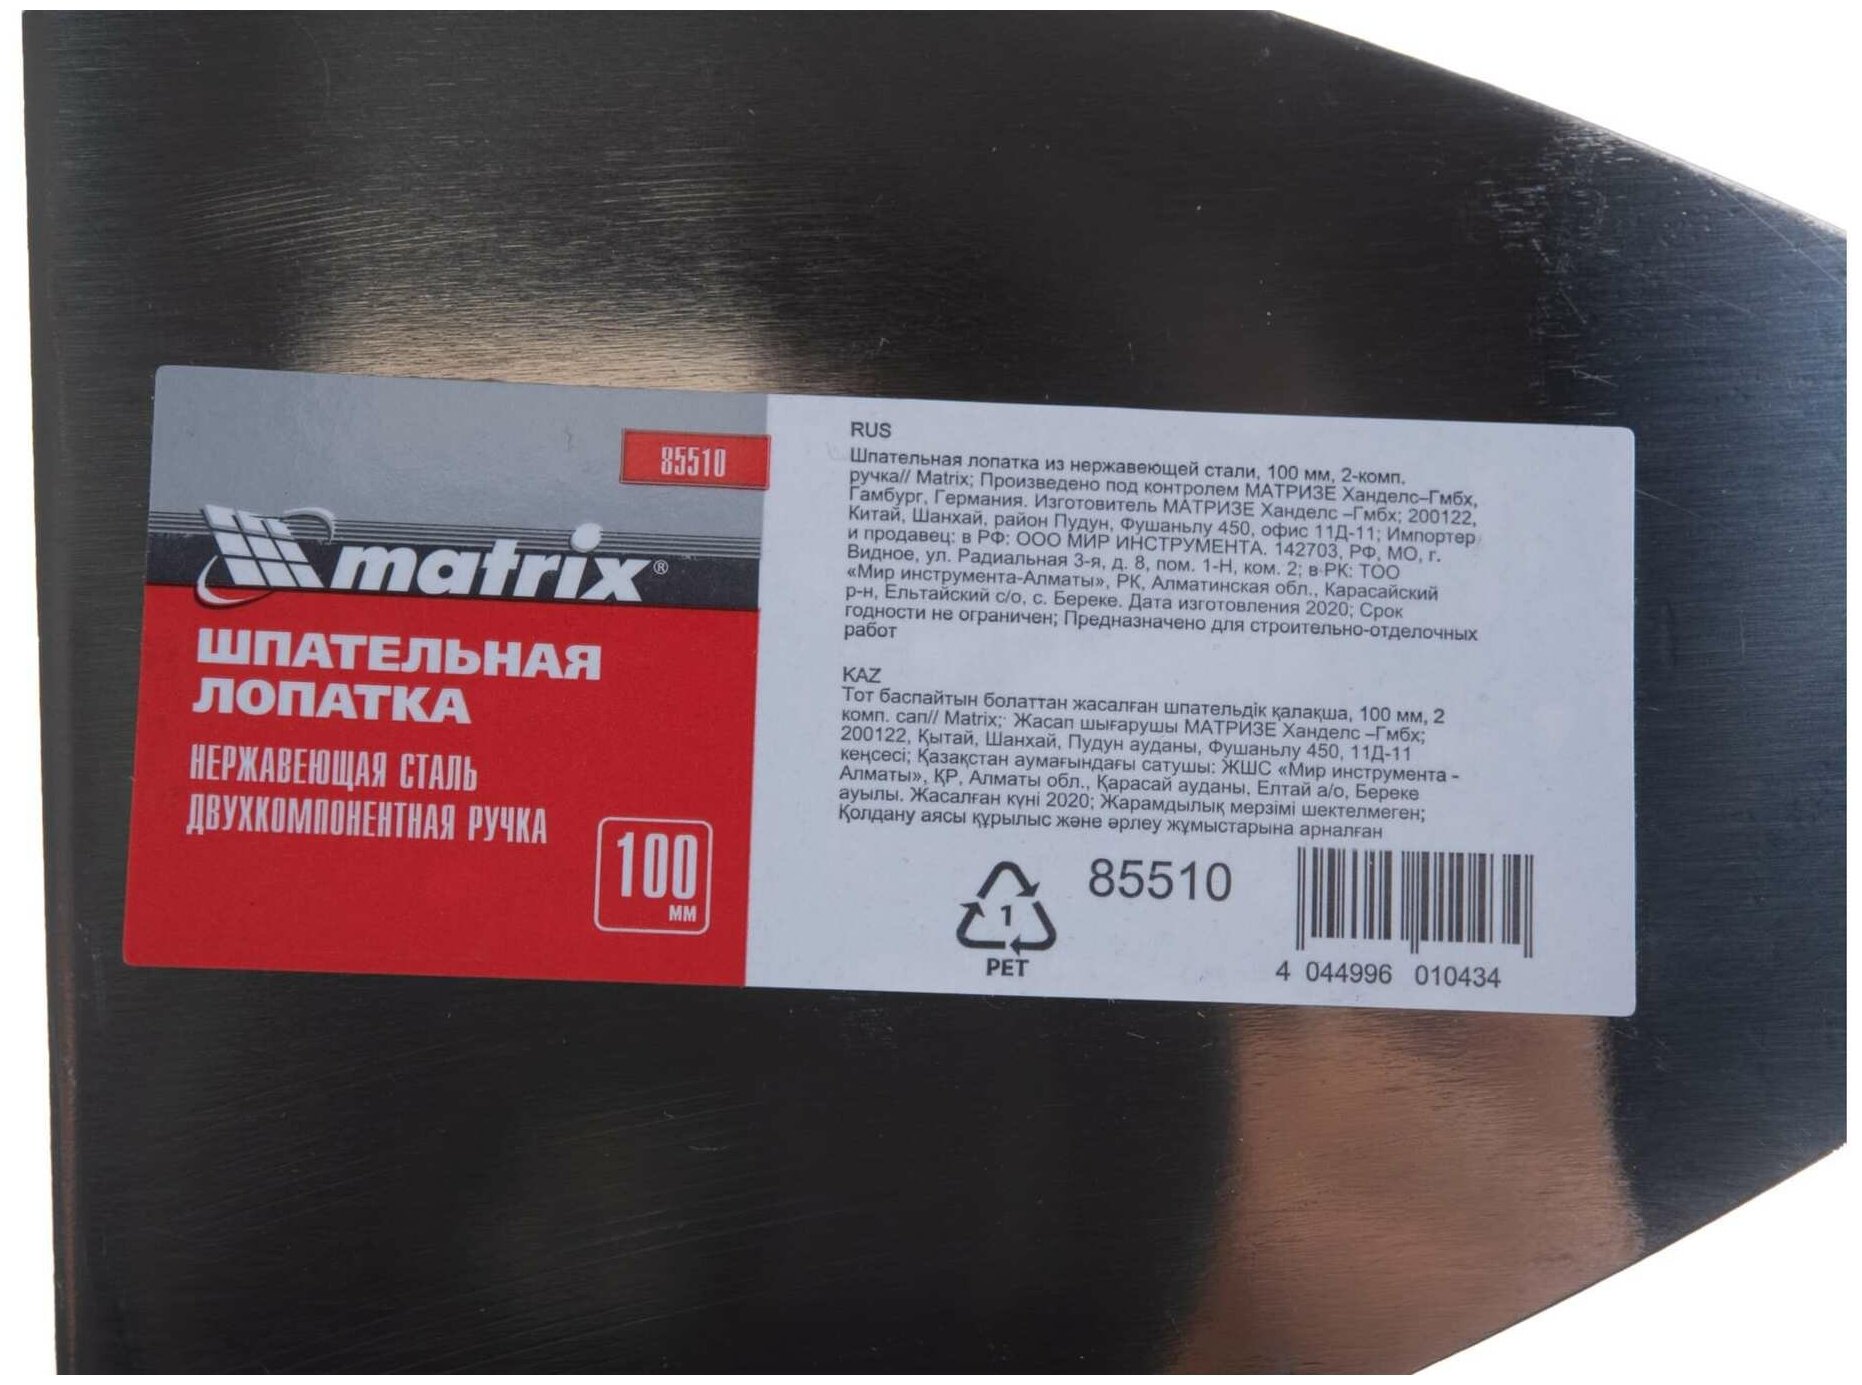 85510
matrix®
ШПАТЕЛЬНАЯ
ЛОПАТКА
НЕРЖАВЕЮЩАЯ СТАЛЬ
ДВУХКОМПОНЕНТНАЯ РУЧКА
100
ММ
RUS
Шпательная лопатка из нержавеющей стали, 100 мм, 2-комп.
ручка// Matrix; Произведено под контролем МАТРИЗЕ Ханделс–Гмбх,
Гамбург, Германия. Изготовитель МАТРИЗЕ Ханделс –Гмбх; 200122,
Китай, Шанхай, район Пудун, Фушаньлу 450, офис 11Д-11; Импортер
и продавец: в РФ: ООО МИР ИНСТРУМЕНТА. 142703, РФ, МО, г.
Видное, ул. Радиальная 3-я, д. 8, пом. 1-Н, ком. 2; в РК: ТОО
«Мир инструмента-Алматы», РК, Алматинская обл., Карасайский
р-н, Ельтайский с/о, с. Береке. Дата изготовления 2020; Срок
годности не ограничен; Предназначено для строительно-отделочных
работ
KAZ
Тот баспайтын болаттан жасалған шпательдік қалақша, 100 мм, 2
комп. сап// Matrix; Жасап шығарушы МАТРИЗЕ Ханделс –Гмбх;
200122, Қытай, Шанхай, Пудун ауданы, Фушаньлу 450, 11Д-11
кеңсесі; Қазақстан аумағындағы сатушы: ЖШС «Мир инструмента -
Алматы», ҚР, Алматы обл., Қарасай ауданы, Елтай а/о, Береке
ауылы. Жасалған күні 2020; Жарамдылық мерзімі шектелмеген;
Қолдану аясы құрылыс және әрлеу жұмыстарына арналған
1
PET
85510
4 044996 010434